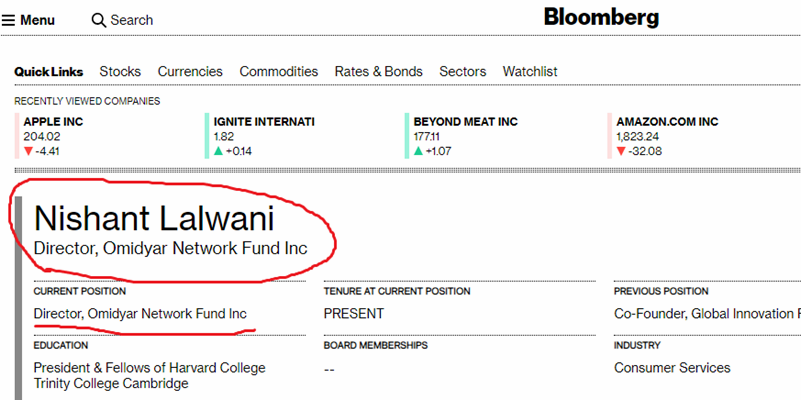 Menu Search Bloomberg
Quick Links Stocks Currencies Commodities Rates & Bonds Sectors Watchlist
RECENTLY VIEWED COMPANIES
APPLE INC IGNITE INTERNATI BEYOND MEAT INC AMAZON.COM INC
204.02 1.82 177.11 1,823.24
▼ -4.41 ▲ +0.14 ▲ +1.07 ▼ -32.08
Nishant Lalwani
Director, Omidyar Network Fund Inc
CURRENT POSITION TENURE AT CURRENT POSITION PREVIOUS POSITION
Director, Omidyar Network Fund Inc PRESENT Co-Founder, Global Innovation F
EDUCATION BOARD MEMBERSHIPS INDUSTRY
President & Fellows of Harvard College -- Consumer Services
Trinity College Cambridge